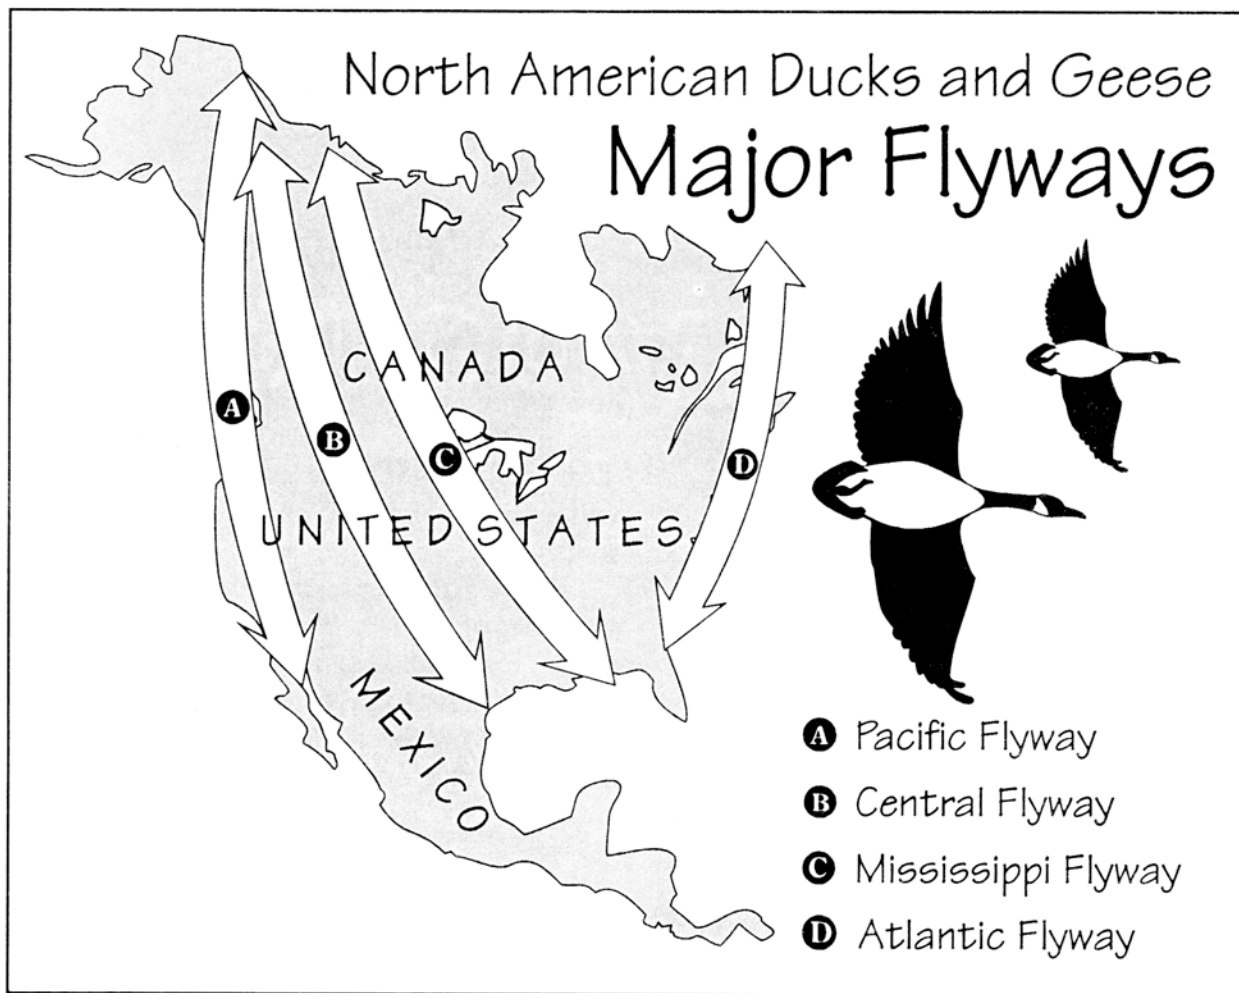 North American Ducks and Geese
Major Flyways
CANADA
A
B
C
D
UNITED STATES
MEXICO
A Pacific Flyway
B Central Flyway
C Mississippi Flyway
D Atlantic Flyway